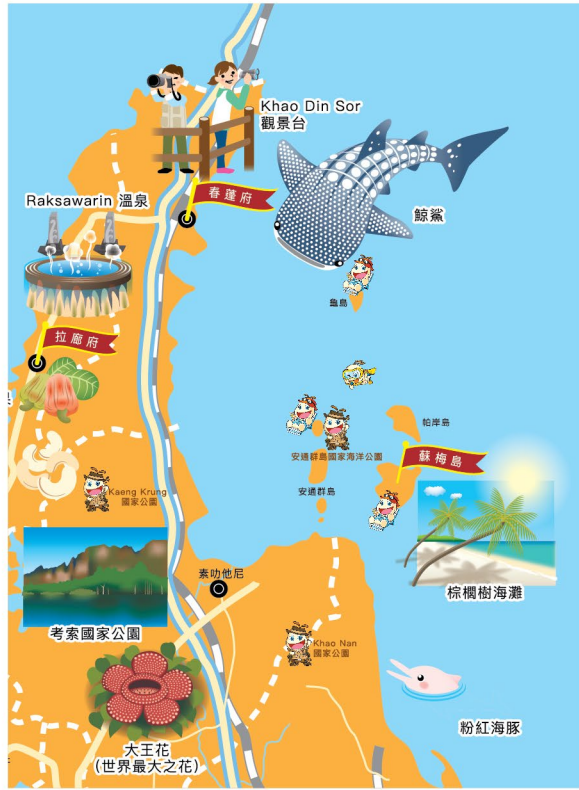 Khao Din Sor
觀景台
Raksawarin 溫泉
春蓬府
鯨鯊
龜島
拉廊府
帕岸島
安通群島國家海洋公園
蘇梅島
Kaeng Krung
國家公園
安通群島
素叻他尼
棕櫚樹海灘
考索國家公園
Khao Nan
國家公園
大王花
(世界最大之花)
粉紅海豚